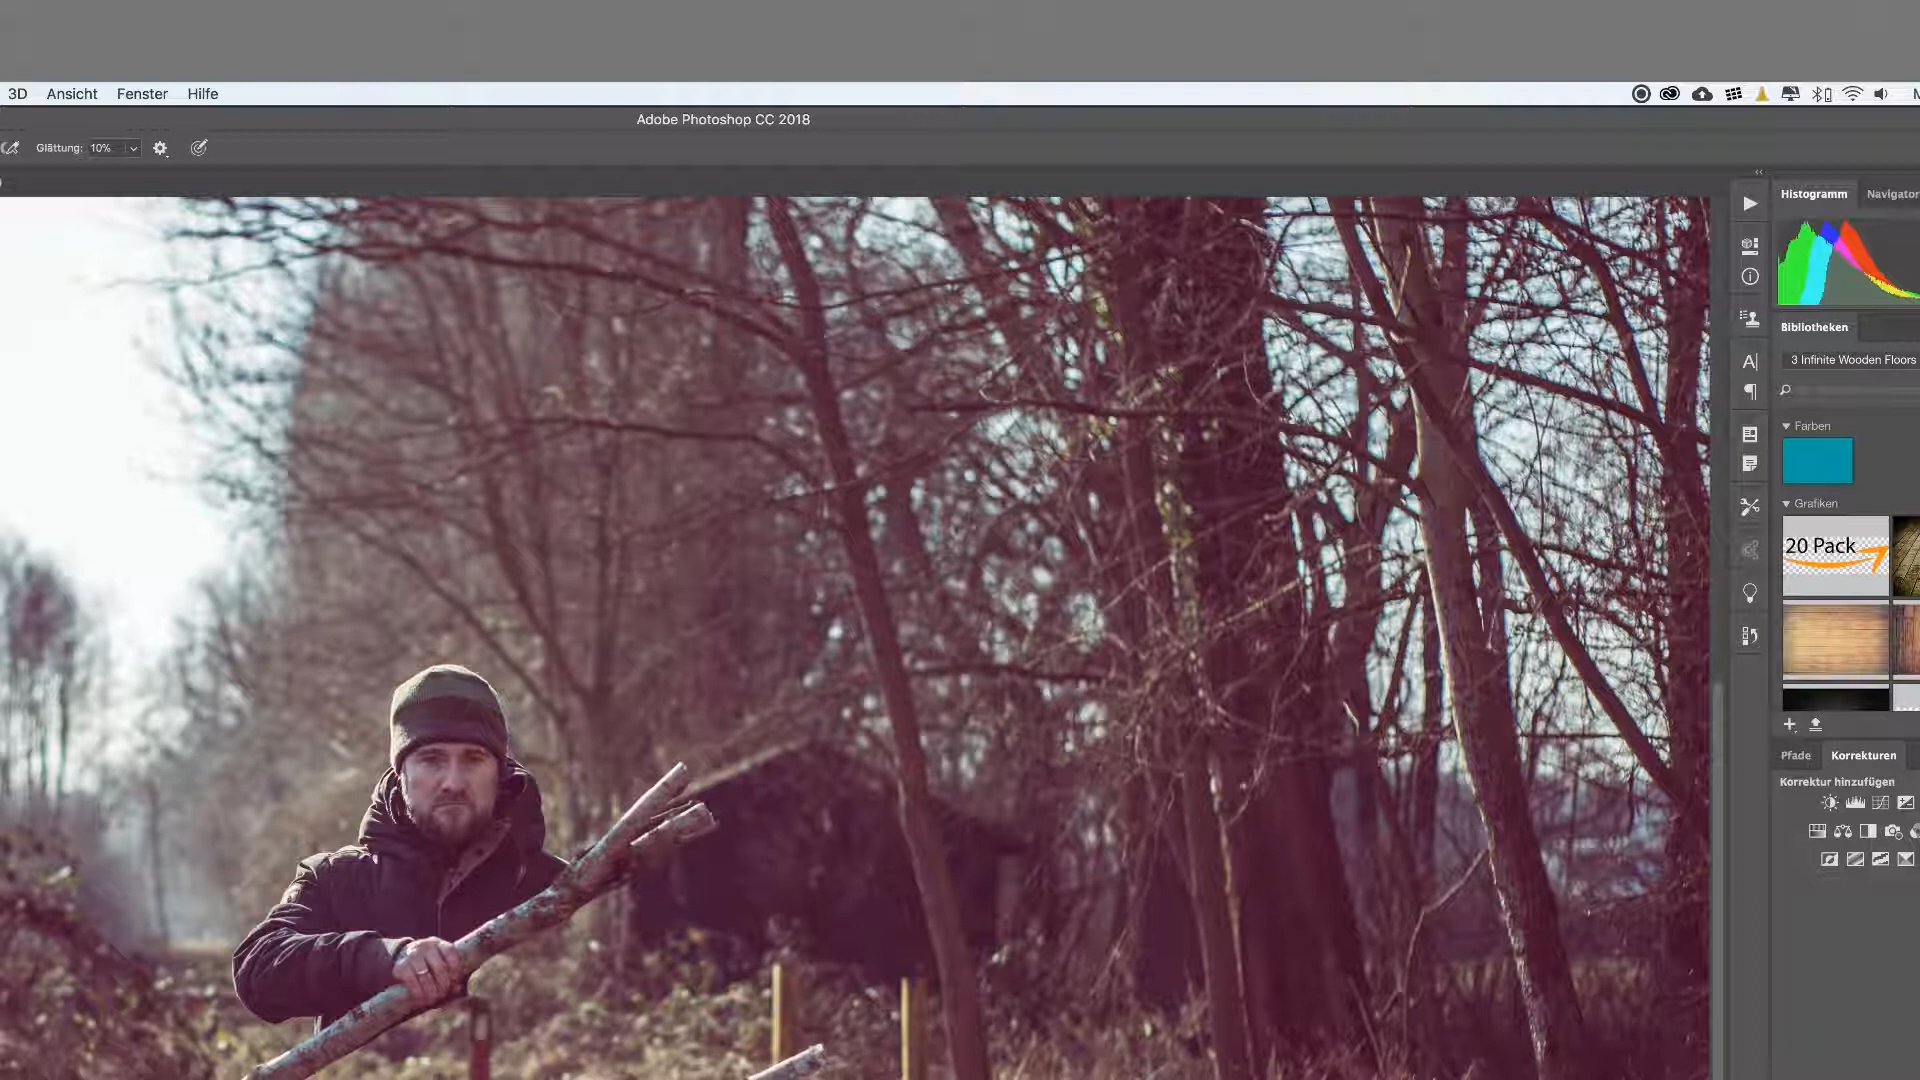 3D Ansicht Fenster Hilfe
Adobe Photoshop CC 2018
Glättung: 10%
Histogramm Navigator
Bibliotheken
3 Infinite Wooden Floors
Farben
Grafiken
20 Pack
Pfade Korrekturen
Korrektur hinzufügen